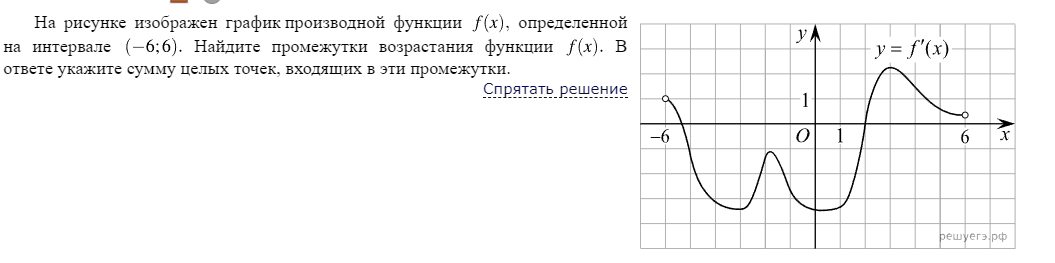 На рисунке изображен график производной функции f(x), определенной
на интервале (−6; 6). Найдите промежутки возрастания функции f(x). В
ответе укажите сумму целых точек, входящих в эти промежутки.
Спрятать решение
y
y = f′(x)
1
−6
O
1
6
x
решуегэ.рф